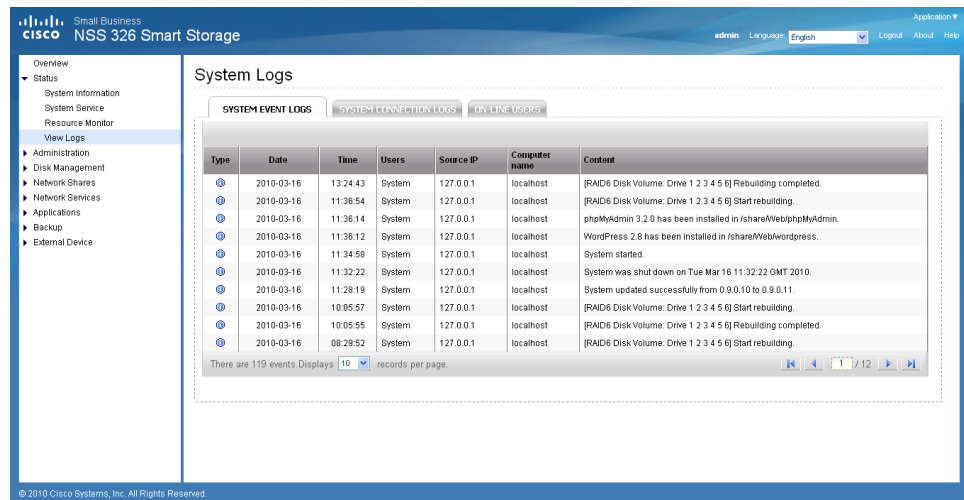 Small Business
CISCO NSS 326 Smart Storage
Application
admin Language English Logout About Help
Overview
Status
System Information
System Service
Resource Monitor
View Logs
Administration
Disk Management
Network Shares
Network Services
Applications
Backup
External Device
System Logs
SYSTEM EVENT LOGS SYSTEM CONNECTION LOGS ON-LINE USERS
Type Date Time Users Source IP Computer name Content
2010-03-16 13:24:43 System 127.0.0.1 localhost [RAID6 Disk Volume: Drive 1 2 3 4 5 6] Rebuilding completed.
2010-03-16 11:36:54 System 127.0.0.1 localhost [RAID6 Disk Volume: Drive 1 2 3 4 5 6] Start rebuilding.
2010-03-16 11:36:14 System 127.0.0.1 localhost phpMyAdmin 3.2.0 has been installed in /share/Web/phpMyAdmin.
2010-03-16 11:36:12 System 127.0.0.1 localhost WordPress 2.8 has been installed in /share/Web/wordpress.
2010-03-16 11:34:58 System 127.0.0.1 localhost System started.
2010-03-16 11:32:22 System 127.0.0.1 localhost System was shut down on Tue Mar 16 11:32:22 GMT 2010.
2010-03-16 11:28:19 System 127.0.0.1 localhost System updated successfully from 0.9.0.10 to 0.9.0.11.
2010-03-16 10:05:57 System 127.0.0.1 localhost [RAID6 Disk Volume: Drive 1 2 3 4 5 6] Start rebuilding.
2010-03-16 10:05:55 System 127.0.0.1 localhost [RAID6 Disk Volume: Drive 1 2 3 4 5 6] Rebuilding completed.
2010-03-16 08:29:52 System 127.0.0.1 localhost [RAID6 Disk Volume: Drive 1 2 3 4 5 6] Start rebuilding.
There are 119 events.Displays 10 records per page. 1 / 12
© 2010 Cisco Systems, Inc. All Rights Reserved.